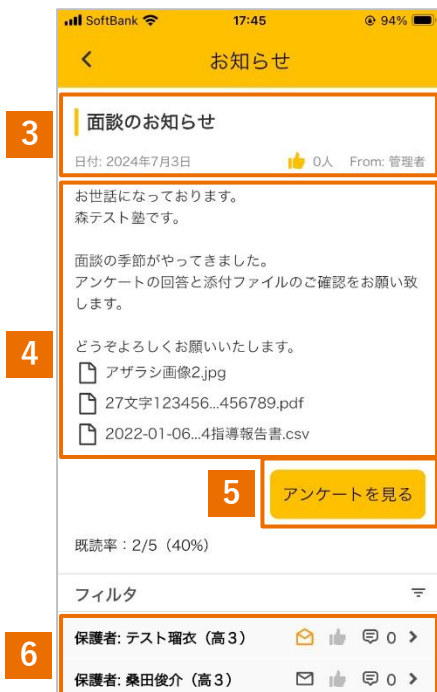 SoftBank 17:45 94%
お知らせ
3
面談のお知らせ
日付: 2024年7月3日 0人 From: 管理者
お世話になっております。
森テスト塾です。
面談の季節がやってきました。
アンケートの回答と添付ファイルのご確認をお願い致
します。
4
どうぞよろしくお願いいたします。
アザラシ画像2.jpg
27文字123456...456789.pdf
2022-01-06...4指導報告書.csv
5
アンケートを見る
既読率：2/5（40%）
フィルタ
6
保護者: テスト瑠衣（高３） 0
保護者: 桑田俊介（高３） 0